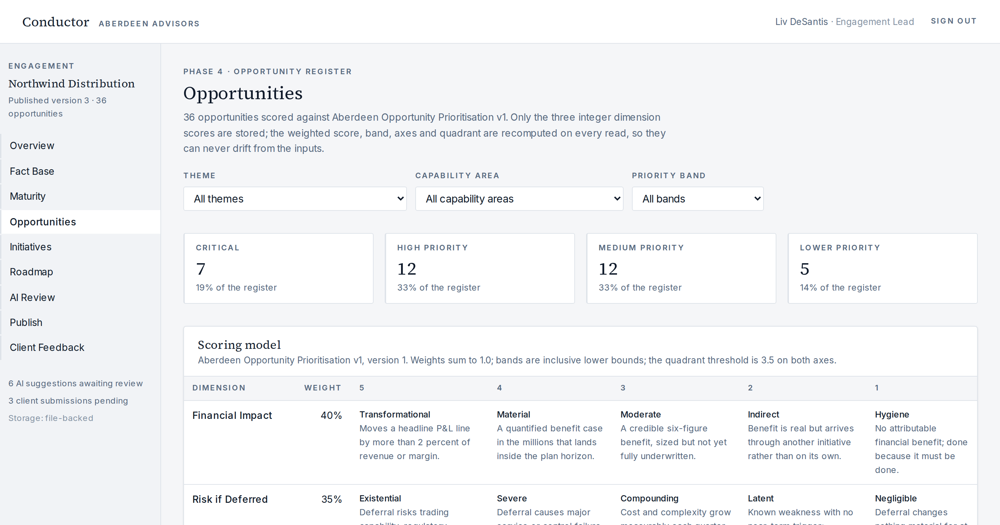 Conductor ABERDEEN ADVISORS
Liv DeSantis · Engagement Lead SIGN OUT
ENGAGEMENT
Northwind Distribution
Published version 3 · 36
opportunities
Overview
Fact Base
Maturity
Opportunities
Initiatives
Roadmap
AI Review
Publish
Client Feedback
6 AI suggestions awaiting review
3 client submissions pending
Storage: file-backed
PHASE 4 · OPPORTUNITY REGISTER
Opportunities
36 opportunities scored against Aberdeen Opportunity Prioritisation v1. Only the three integer dimension
scores are stored; the weighted score, band, axes and quadrant are recomputed on every read, so they
can never drift from the inputs.
THEME CAPABILITY AREA PRIORITY BAND
All themes All capability areas All bands
CRITICAL
7
19% of the register
HIGH PRIORITY
12
33% of the register
MEDIUM PRIORITY
12
33% of the register
LOWER PRIORITY
5
14% of the register
Scoring model
Aberdeen Opportunity Prioritisation v1, version 1. Weights sum to 1.0; bands are inclusive lower bounds; the quadrant threshold is 3.5 on both axes.
DIMENSION WEIGHT 5 4 3 2 1
Financial Impact 40%
Transformational
Moves a headline P&L line
by more than 2 percent of
revenue or margin.
Material
A quantified benefit case
in the millions that lands
inside the plan horizon.
Moderate
A credible six-figure
benefit, sized but not yet
fully underwritten.
Indirect
Benefit is real but arrives
through another initiative
rather than on its own.
Hygiene
No attributable
financial benefit; done
because it must be
done.
Risk if Deferred 35%
Existential
Deferral risks trading
Severe
Deferral causes major
Compounding
Cost and complexity grow
Latent
Known weakness with no
Negligible
Deferral changes